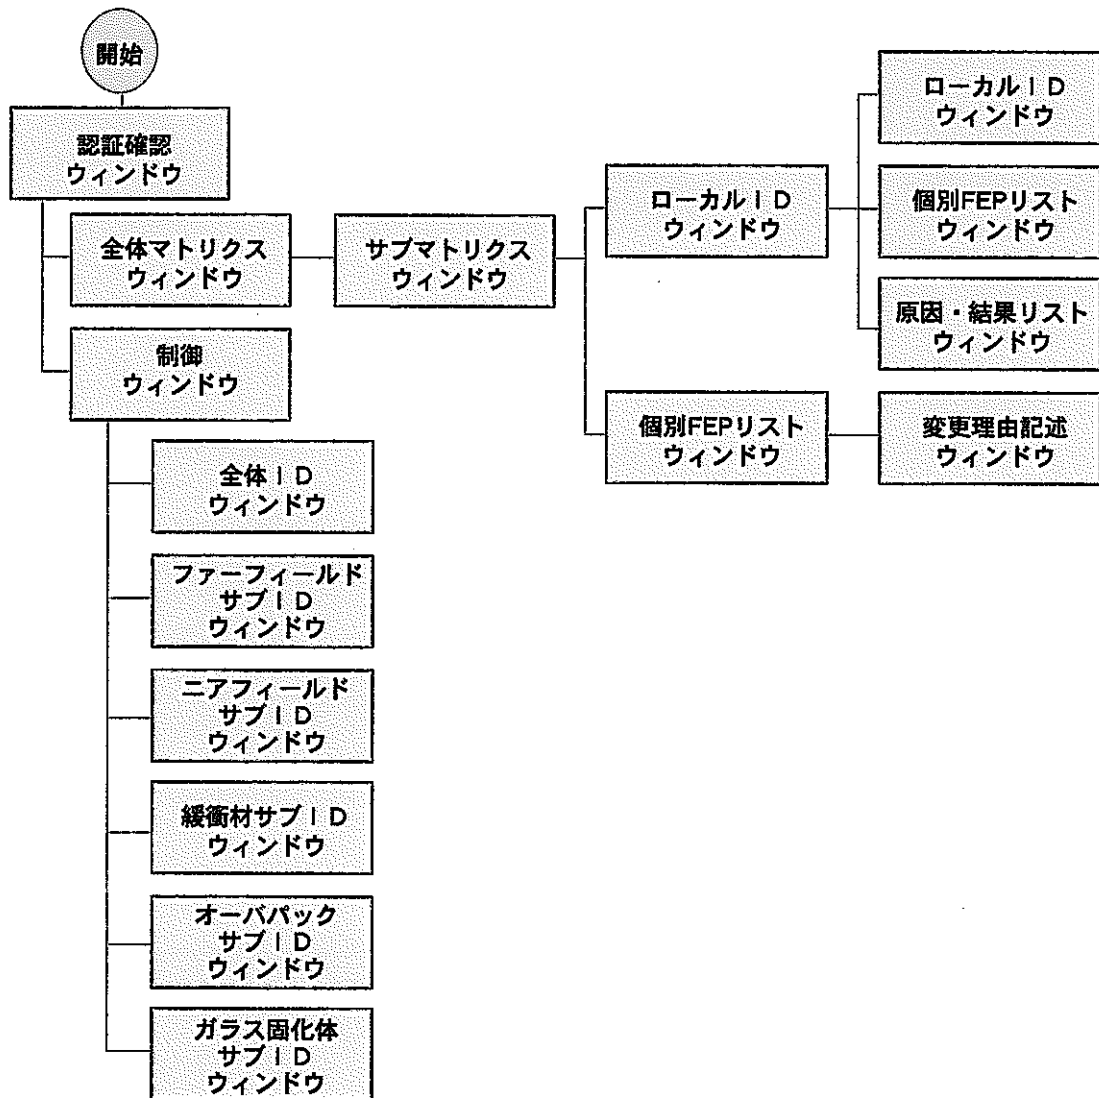 開始
認証確認
ウィンドウ
全体マトリクス
ウィンドウ
サブマトリクス
ウィンドウ
ローカルID
ウィンドウ
ローカルID
ウィンドウ
個別FEPリスト
ウィンドウ
原因・結果リスト
ウィンドウ
個別FEPリスト
ウィンドウ
変更理由記述
ウィンドウ
制御
ウィンドウ
全体ID
ウィンドウ
ファーフィールド
サブID
ウィンドウ
ニアフィールド
サブID
ウィンドウ
緩衝材サブID
ウィンドウ
オーバパック
サブID
ウィンドウ
ガラス固化体
サブID
ウィンドウ